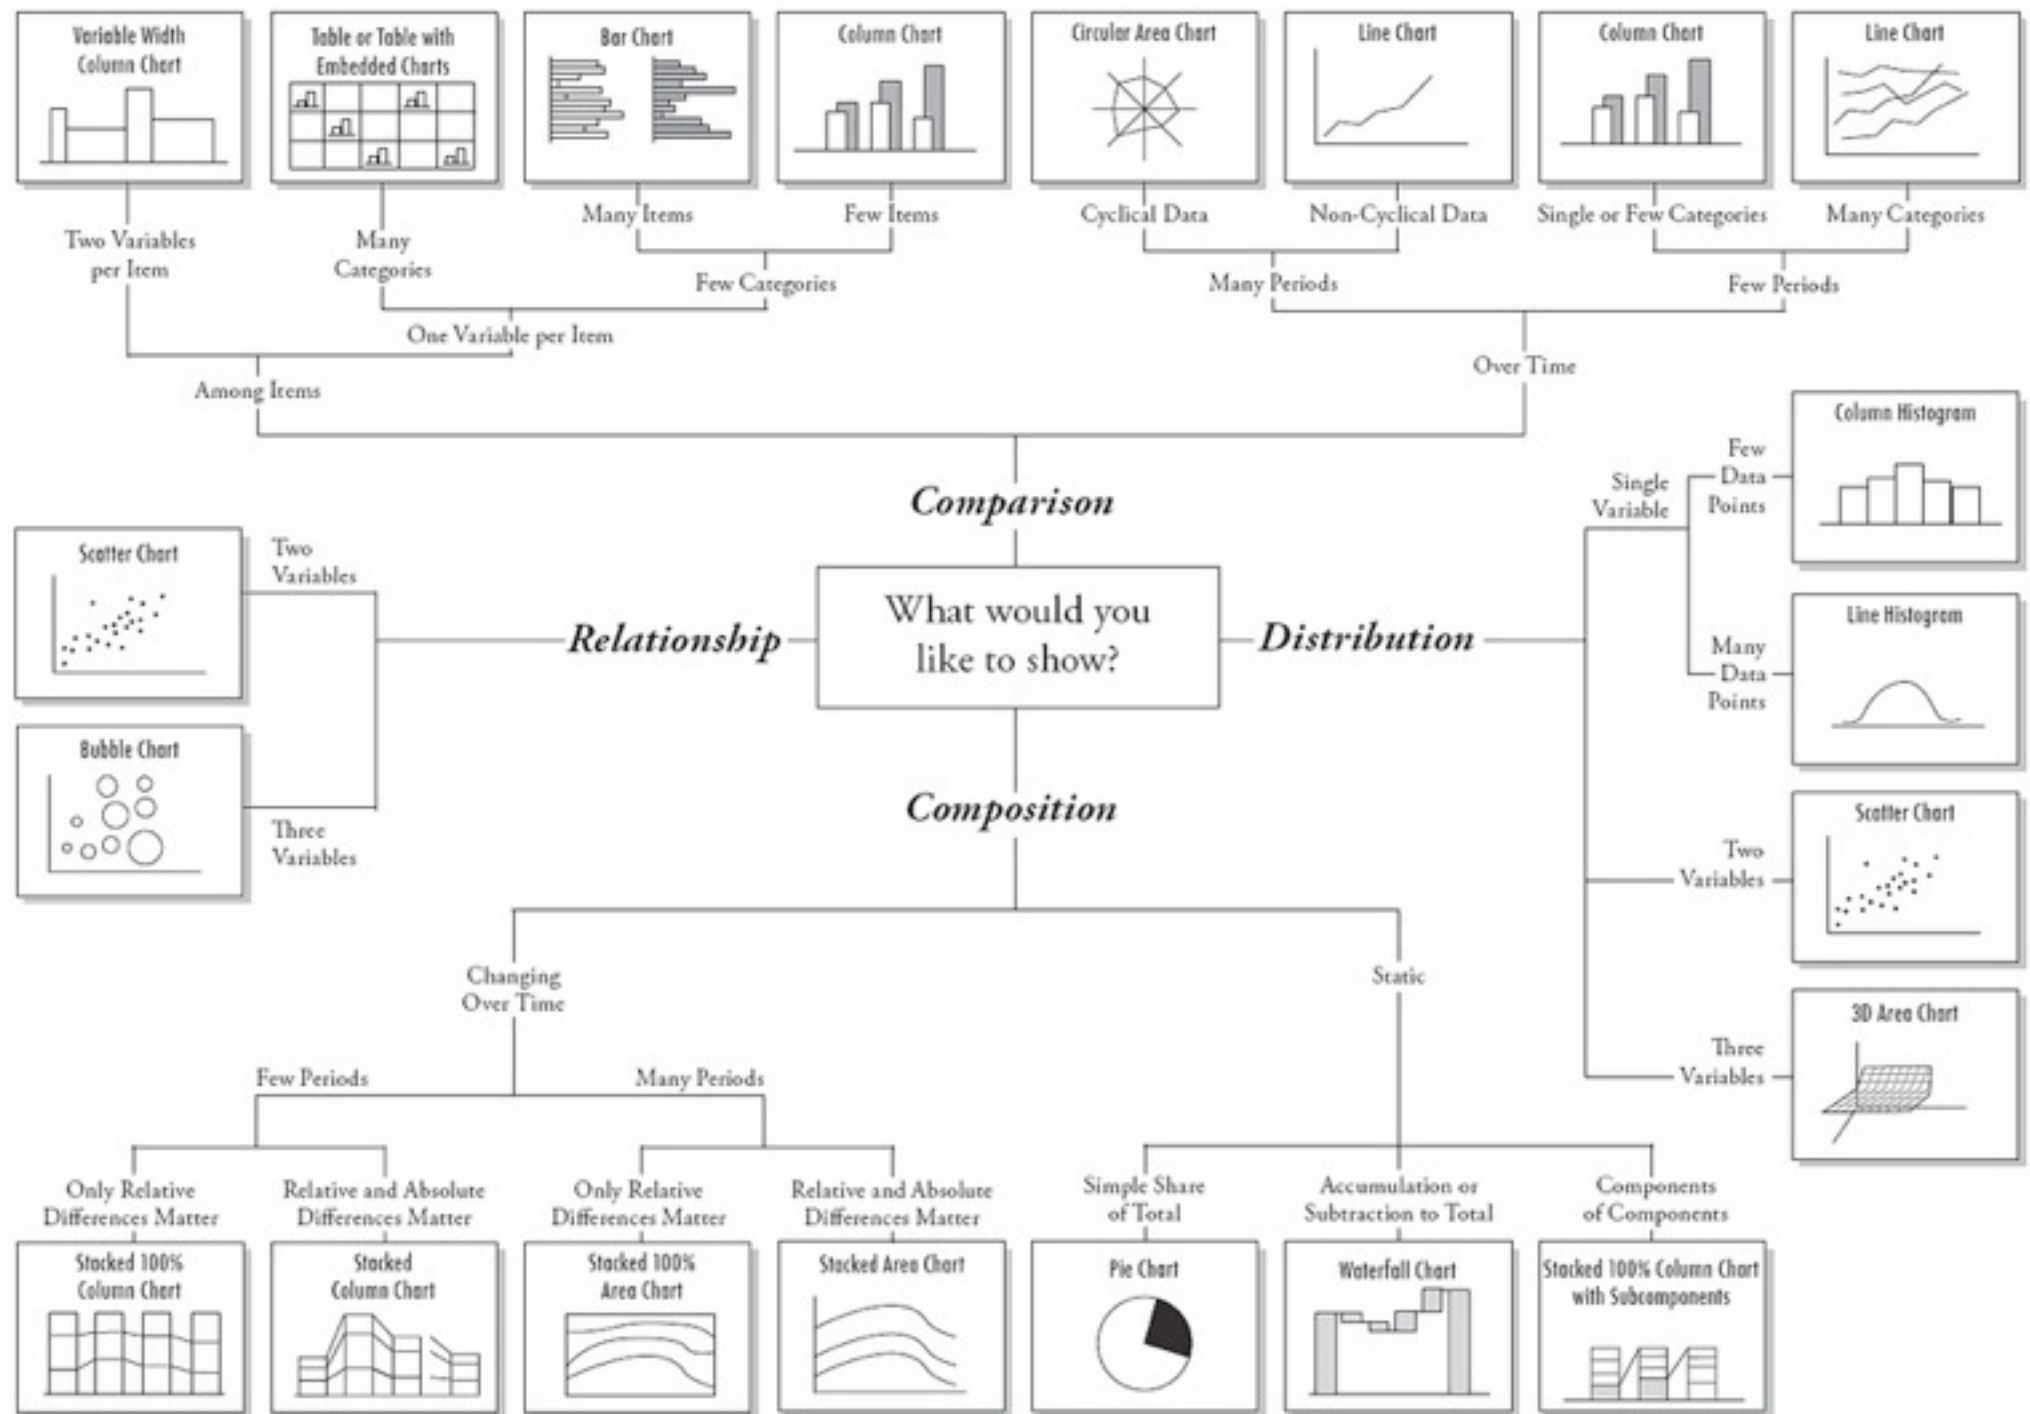 Variable Width
Column Chart
Table or Table with
Embedded Charts
Bar Chart
Column Chart
Circular Area Chart
Line Chart
Column Chart
Line Chart
Two Variables
per Item
Many
Categories
Many Items
Few Items
Cyclical Data
Non-Cyclical Data
Single or Few Categories
Many Categories
Few Categories
Many Periods
Few Periods
One Variable per Item
Among Items
Over Time
Comparison
What would you
like to show?
Relationship
Two
Variables
Scatter Chart
Three
Variables
Bubble Chart
Distribution
Single
Variable
Few
Data
Points
Column Histogram
Many
Data
Points
Line Histogram
Two
Variables
Scatter Chart
Three
Variables
3D Area Chart
Composition
Changing
Over Time
Static
Few Periods
Many Periods
Only Relative
Differences Matter
Relative and Absolute
Differences Matter
Only Relative
Differences Matter
Relative and Absolute
Differences Matter
Simple Share
of Total
Accumulation or
Subtraction to Total
Components
of Components
Stacked 100%
Column Chart
Stacked
Column Chart
Stacked 100%
Area Chart
Stacked Area Chart
Pie Chart
Waterfall Chart
Stacked 100% Column Chart
with Subcomponents